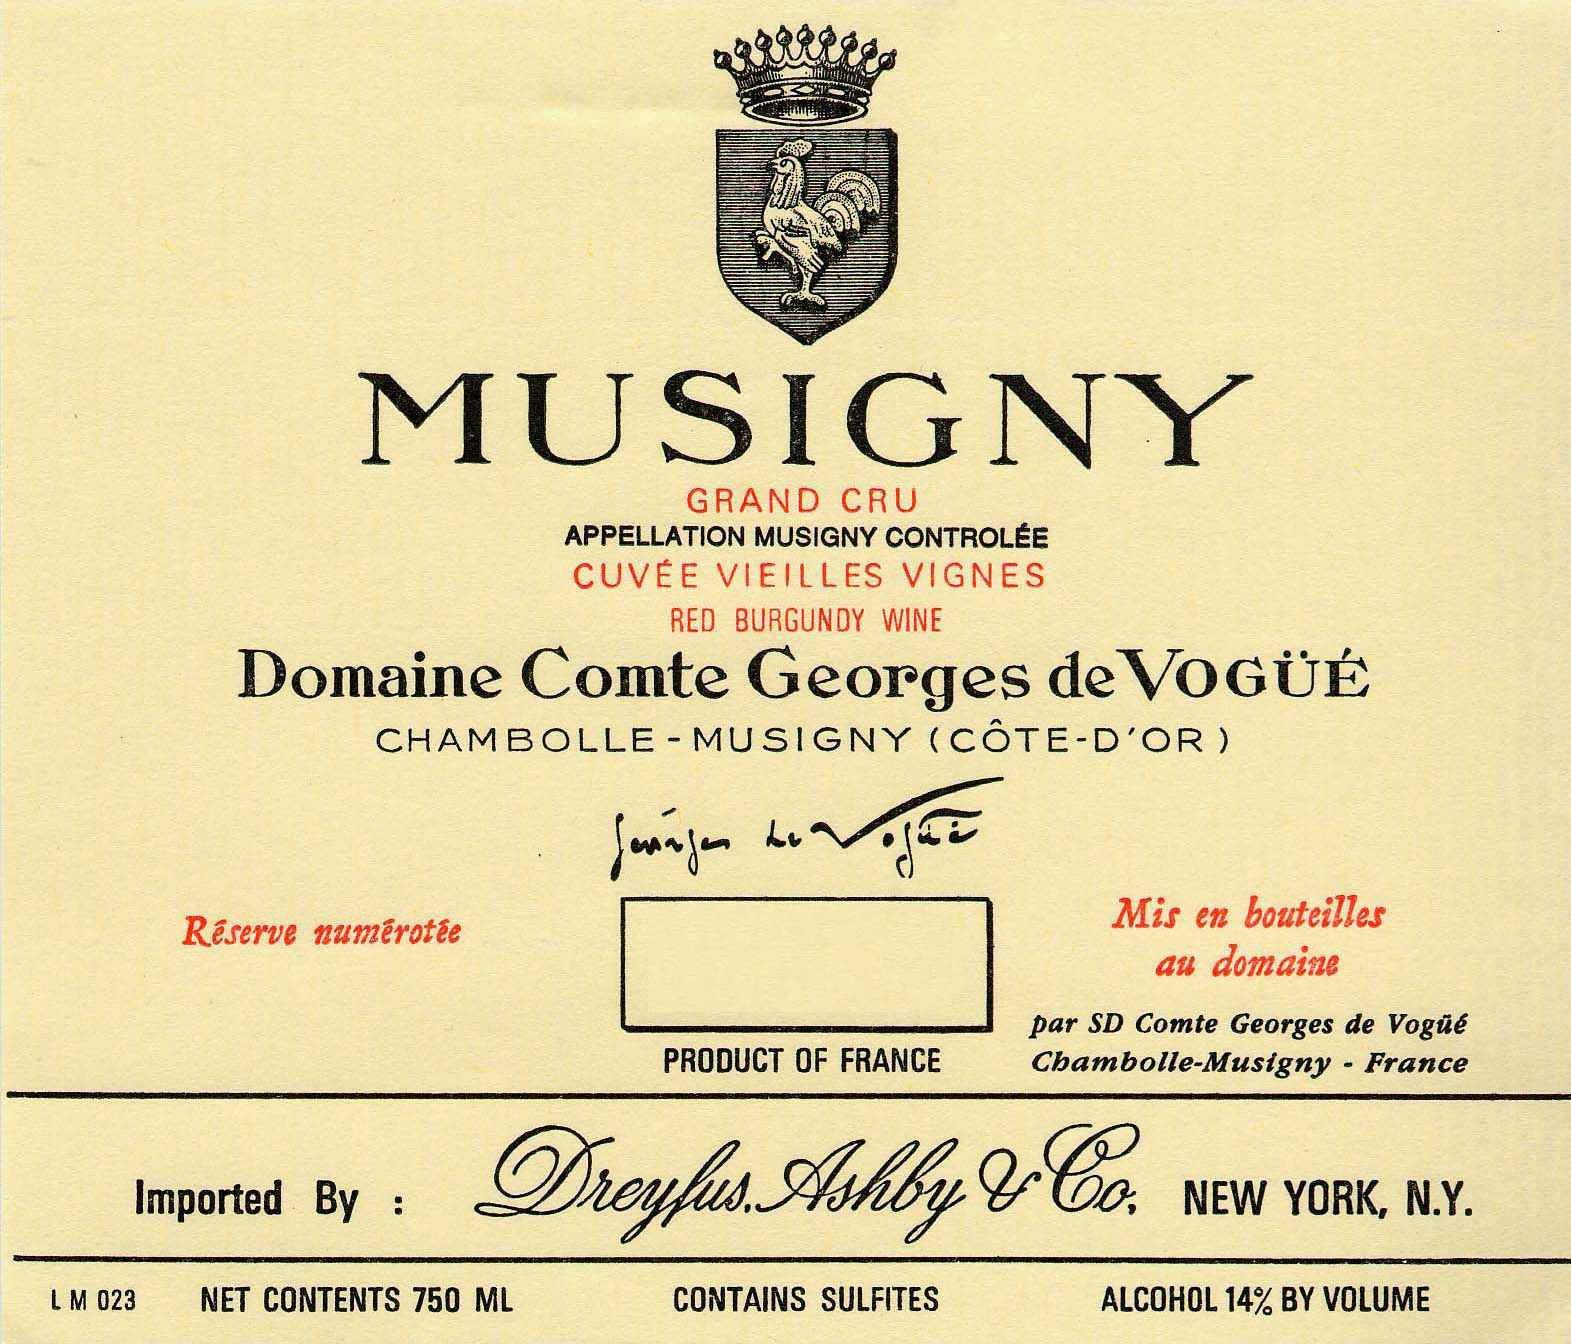 MUSIGNY
GRAND CRU
APPELLATION MUSIGNY CONTROLÉE
CUVÉE VIEILLES VIGNES
RED BURGUNDY WINE
Domaine Comte Georges de VOGÜÉ
CHAMBOLLE-MUSIGNY (CÔTE-D'OR)
Georges de Vogüé
Réserve numérotée
Mis en bouteilles
au domaine
par SD Comte Georges de Vogüé
Chambolle-Musigny - France
PRODUCT OF FRANCE
Imported By : Dreyfus, Ashby & Co, NEW YORK, N.Y.
L M 023 NET CONTENTS 750 ML CONTAINS SULFITES ALCOHOL 14% BY VOLUME